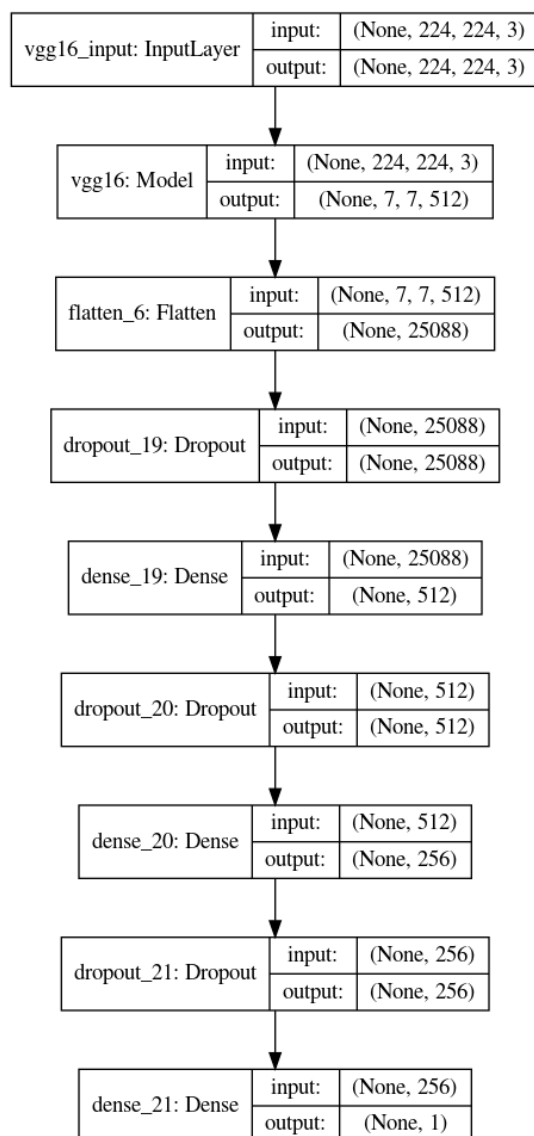 vgg16_input: InputLayer
input: (None, 224, 224, 3)
output: (None, 224, 224, 3)
vgg16: Model
input: (None, 224, 224, 3)
output: (None, 7, 7, 512)
flatten_6: Flatten
input: (None, 7, 7, 512)
output: (None, 25088)
dropout_19: Dropout
input: (None, 25088)
output: (None, 25088)
dense_19: Dense
input: (None, 25088)
output: (None, 512)
dropout_20: Dropout
input: (None, 512)
output: (None, 512)
dense_20: Dense
input: (None, 512)
output: (None, 256)
dropout_21: Dropout
input: (None, 256)
output: (None, 256)
dense_21: Dense
input: (None, 256)
output: (None, 1)